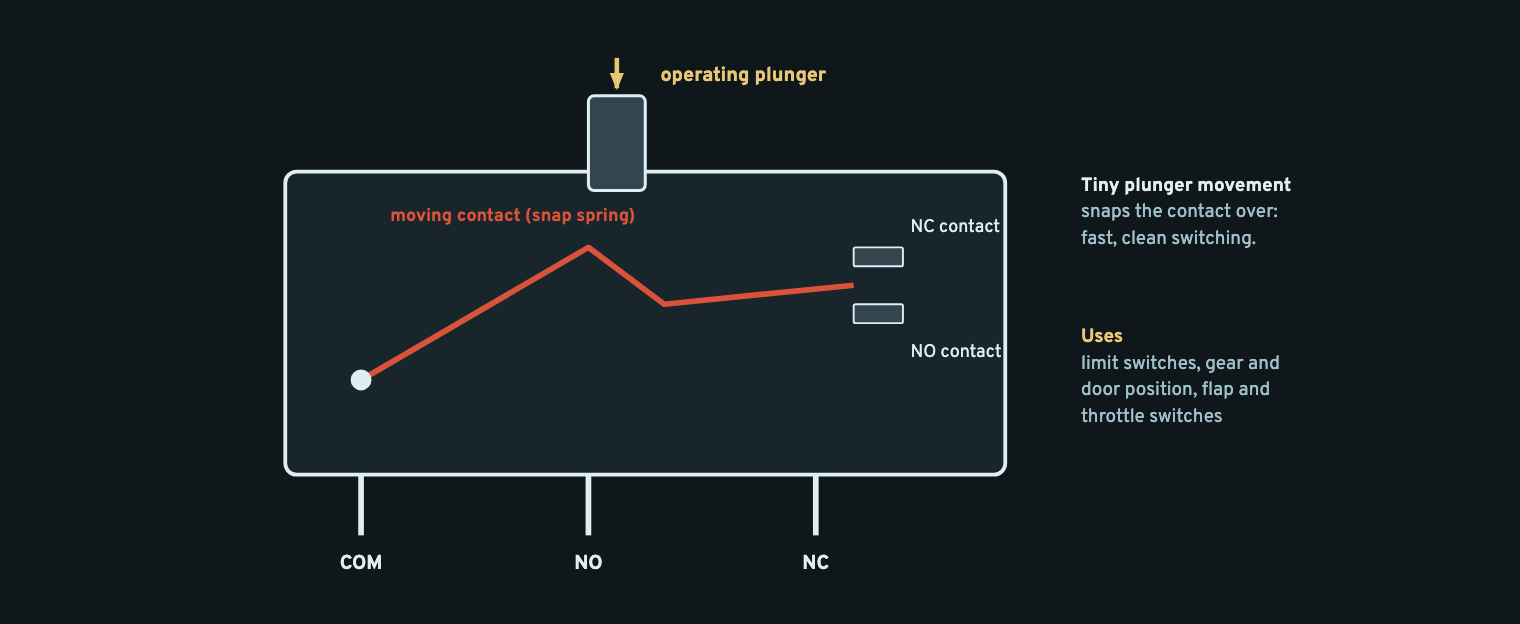 operating plunger
moving contact (snap spring)
NC contact
NO contact
COM
NO
NC
Tiny plunger movement
snaps the contact over:
fast, clean switching.
Uses
limit switches, gear and
door position, flap and
throttle switches